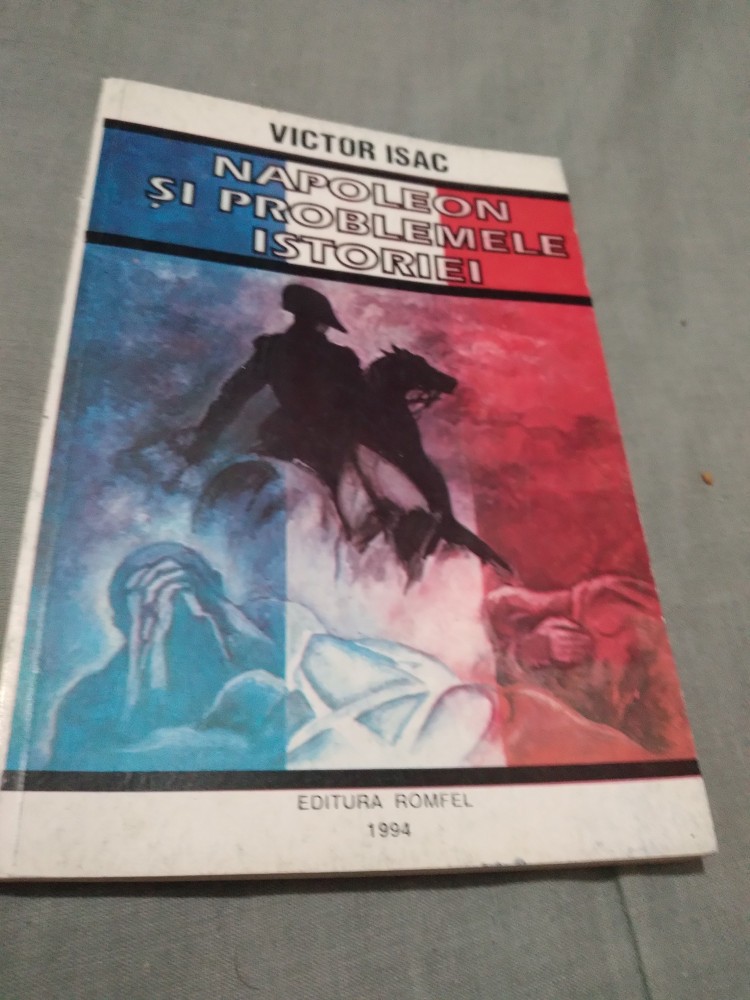 VICTOR ISAC
NAPOLEON
ȘI PROBLEMELE
ISTORIEI
EDITURA ROMFEL
1994